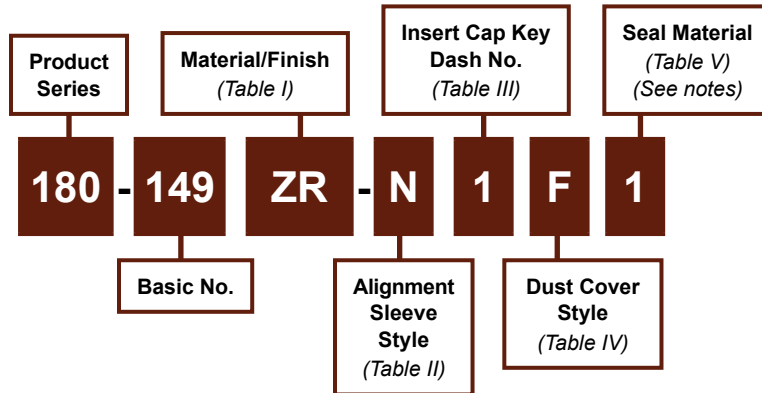 Product
Series
Material/Finish
(Table I)
Insert Cap Key
Dash No.
(Table III)
Seal Material
(Table V)
(See notes)
180 - 149 ZR - N 1 F 1
Basic No.
Alignment
Sleeve
Style
(Table II)
Dust Cover
Style
(Table IV)